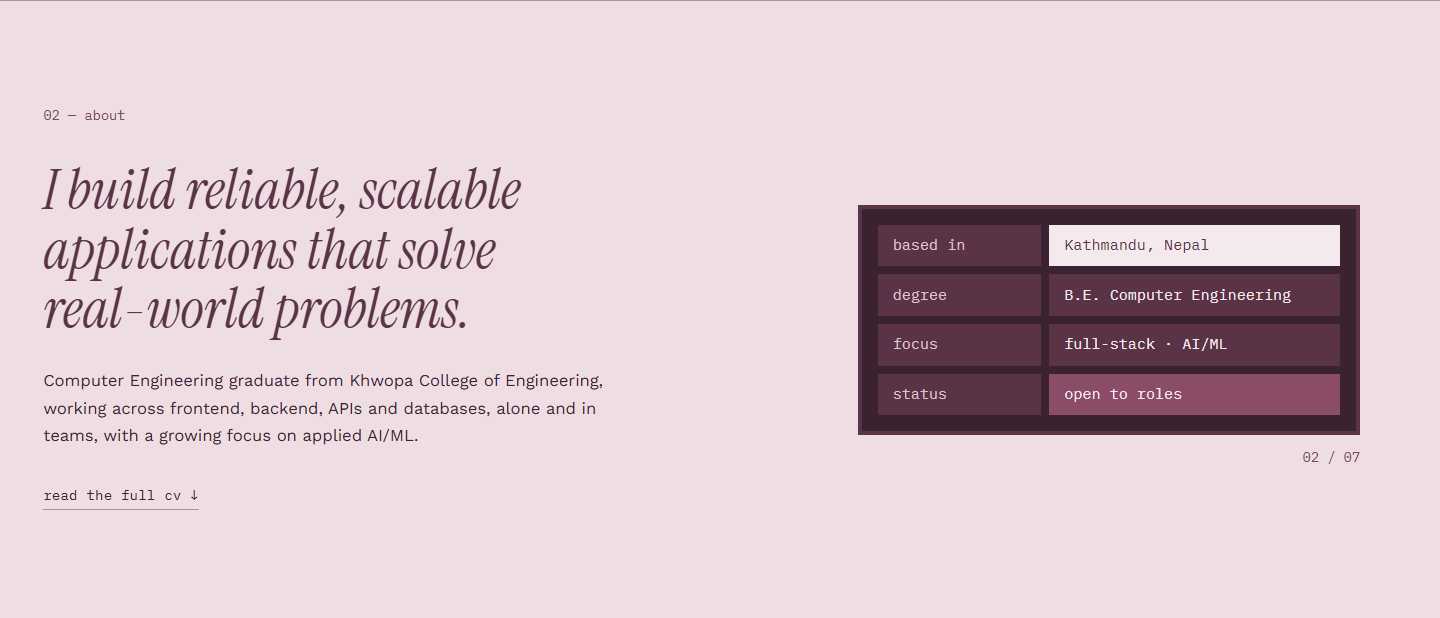 02 — about
I build reliable, scalable
applications that solve
real-world problems.
Computer Engineering graduate from Khwopa College of Engineering,
working across frontend, backend, APIs and databases, alone and in
teams, with a growing focus on applied AI/ML.
read the full cv ↓
based in Kathmandu, Nepal
degree B.E. Computer Engineering
focus full-stack · AI/ML
status open to roles
02 / 07